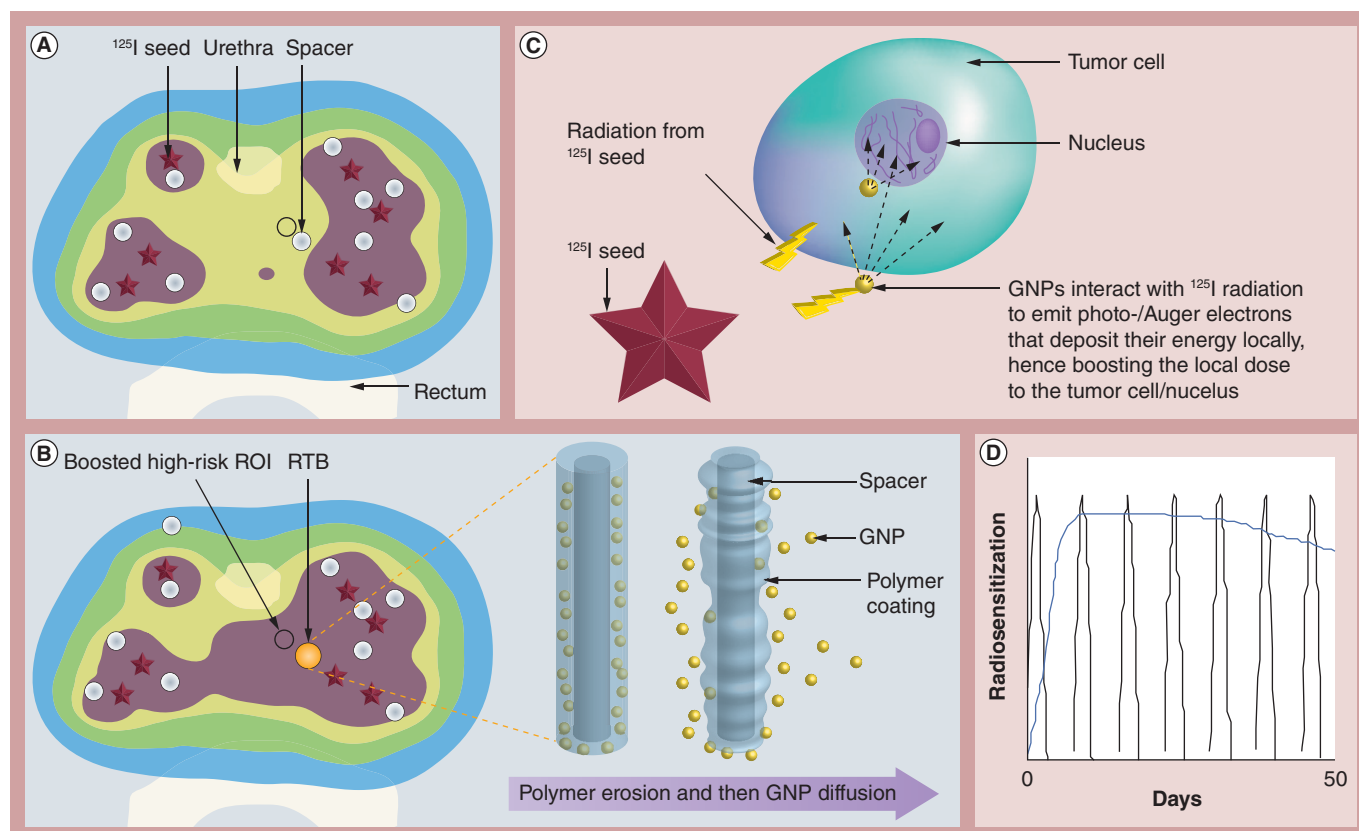 A
¹²⁵I seed Urethra Spacer
Rectum
B
Boosted high-risk ROI RTB
Spacer
GNP
Polymer
coating
Polymer erosion and then GNP diffusion
C
Tumor cell
Nucleus
Radiation from
¹²⁵I seed
¹²⁵I seed
GNPs interact with ¹²⁵I radiation
to emit photo-/Auger electrons
that deposit their energy locally,
hence boosting the local dose
to the tumor cell/nucelus
D
Radiosensitization
0 50
Days